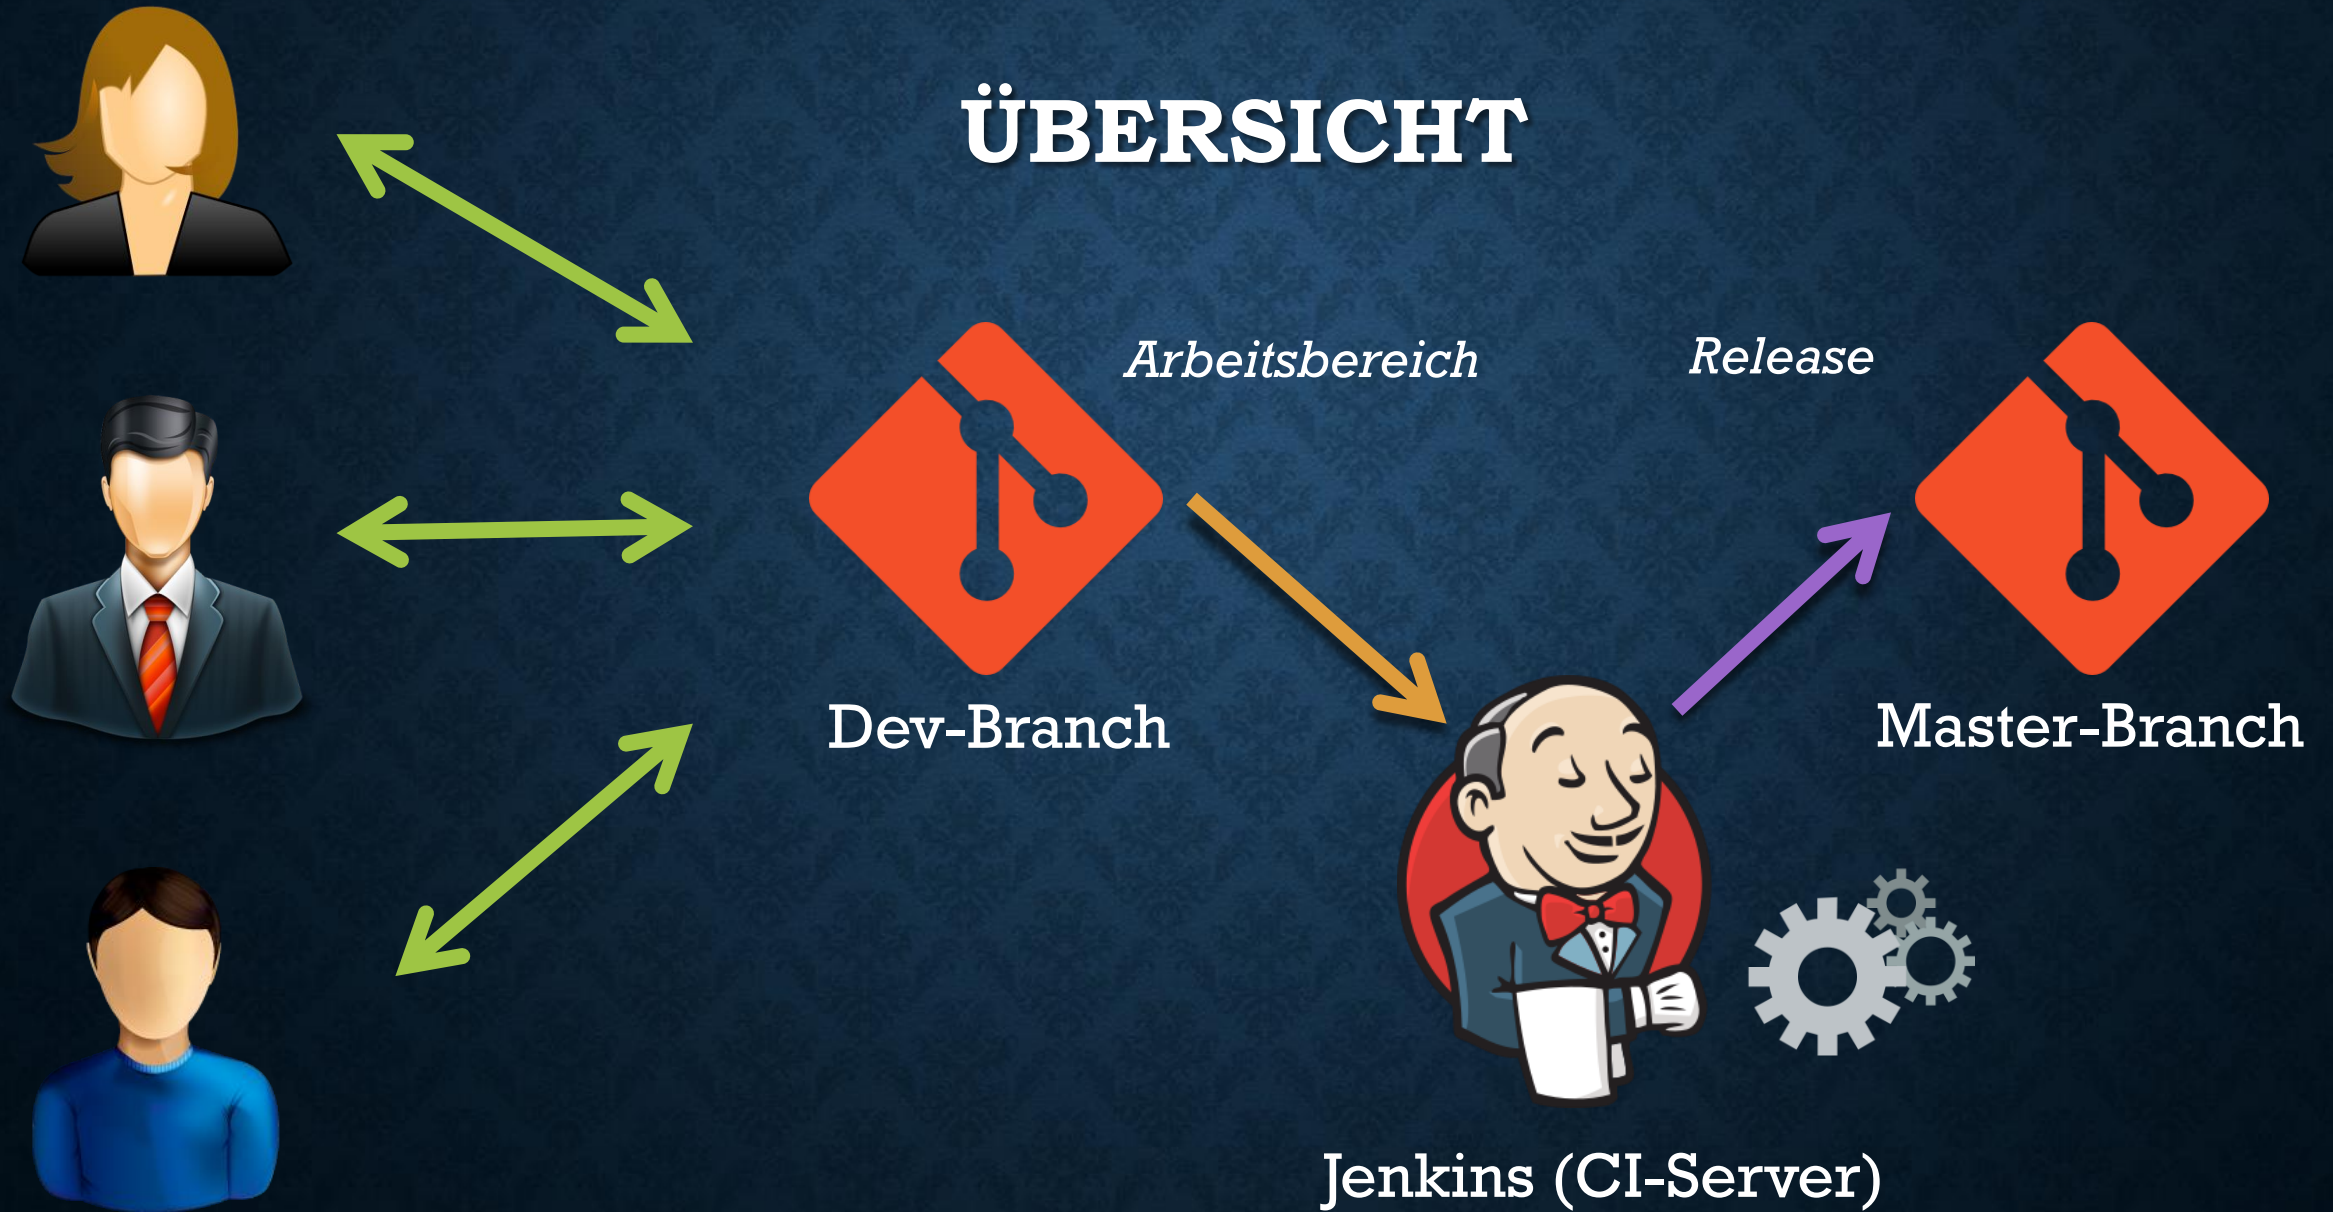 ÜBERSICHT
Arbeitsbereich
Release
Dev-Branch
Master-Branch
Jenkins (CI-Server)